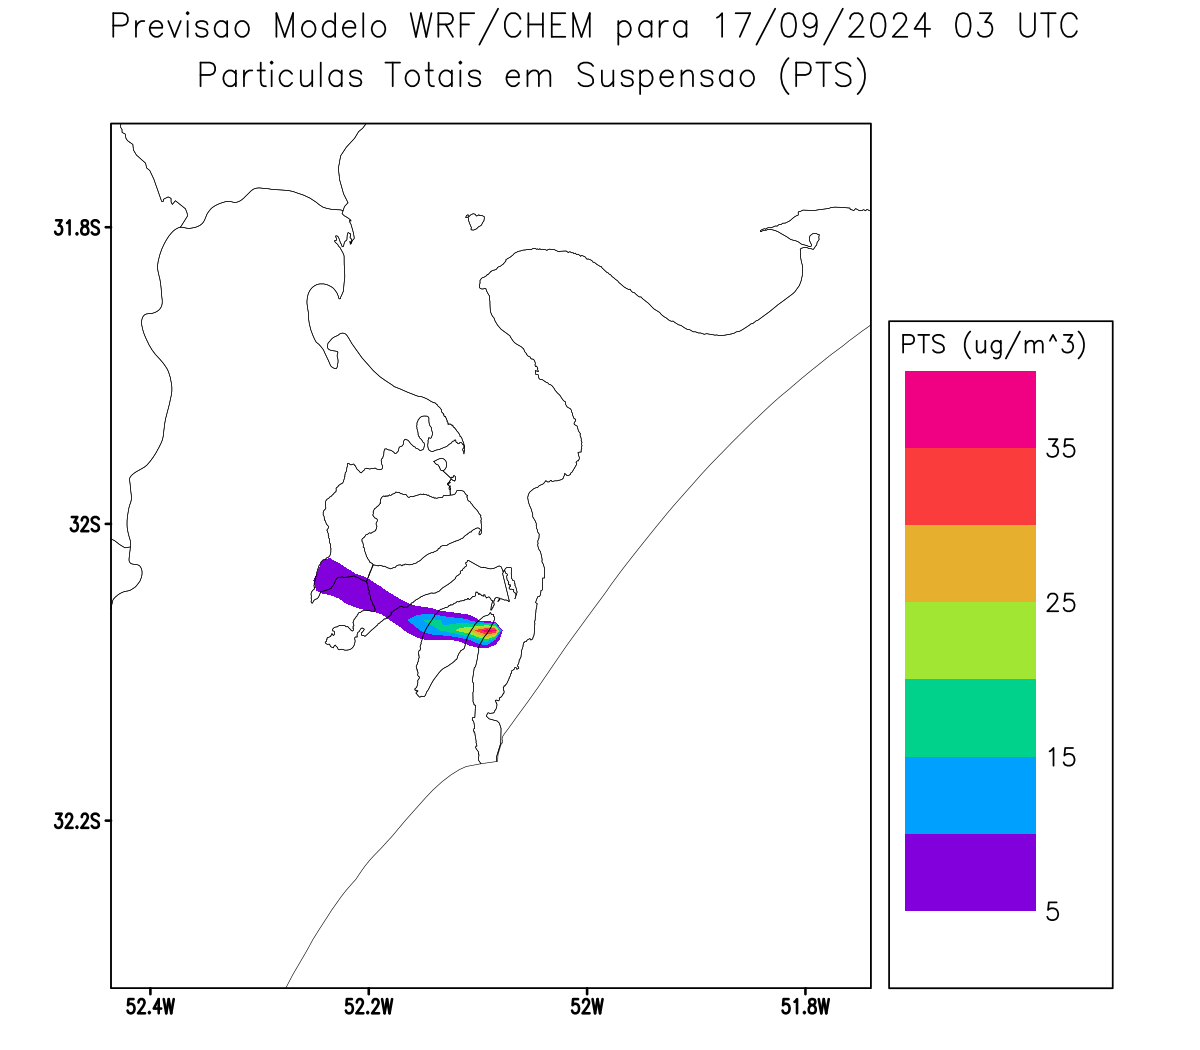 Previsao Modelo WRF/CHEM para 17/09/2024 03 UTC
Particulas Totais em Suspensao (PTS)
31.8S
32S
32.2S
52.4W
52.2W
52W
51.8W
PTS (ug/m^3)
35
25
15
5